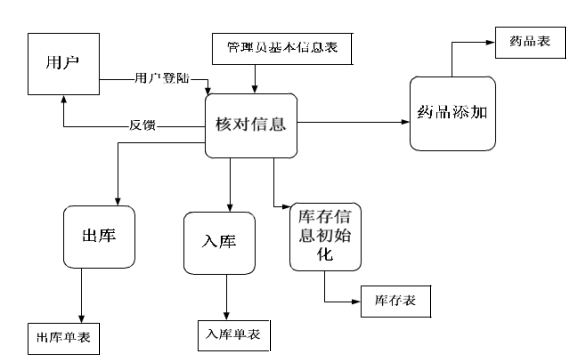 药品表
管理员基本信息表
用户
用户登陆
药品添加
核对信息
反馈
出库
入库
库存信
息初始
化
库存表
出库单表
入库单表